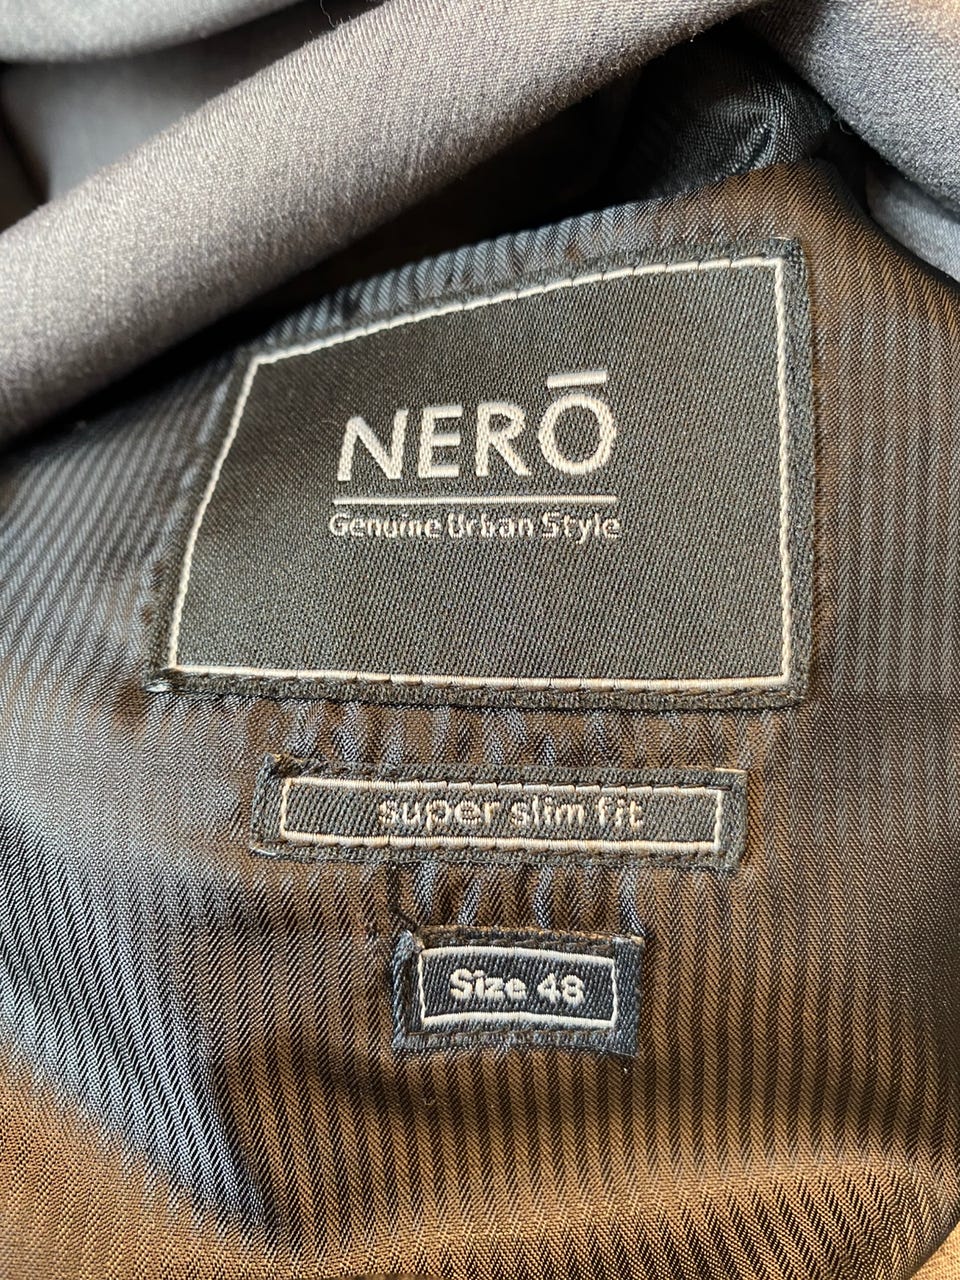 NERŌ
Genuine Urban Style
super slim fit
Size 48